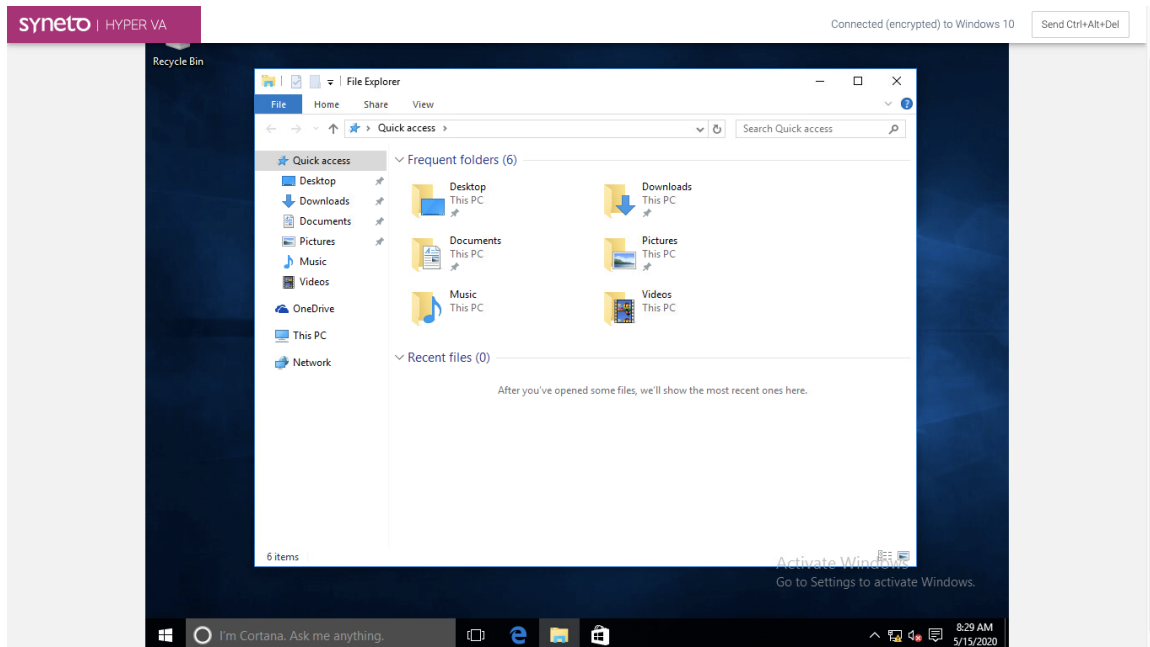 syneto | HYPER VA
Connected (encrypted) to Windows 10
Send Ctrl+Alt+Del
Recycle Bin
File Explorer
File Home Share View
Quick access
Search Quick access
Quick access
Desktop
Downloads
Documents
Pictures
Music
Videos
OneDrive
This PC
Network
Frequent folders (6)
Desktop
This PC
Downloads
This PC
Documents
This PC
Pictures
This PC
Music
This PC
Videos
This PC
Recent files (0)
After you've opened some files, we'll show the most recent ones here.
6 items
Activate Windows
Go to Settings to activate Windows.
I'm Cortana. Ask me anything.
8:29 AM
5/15/2020